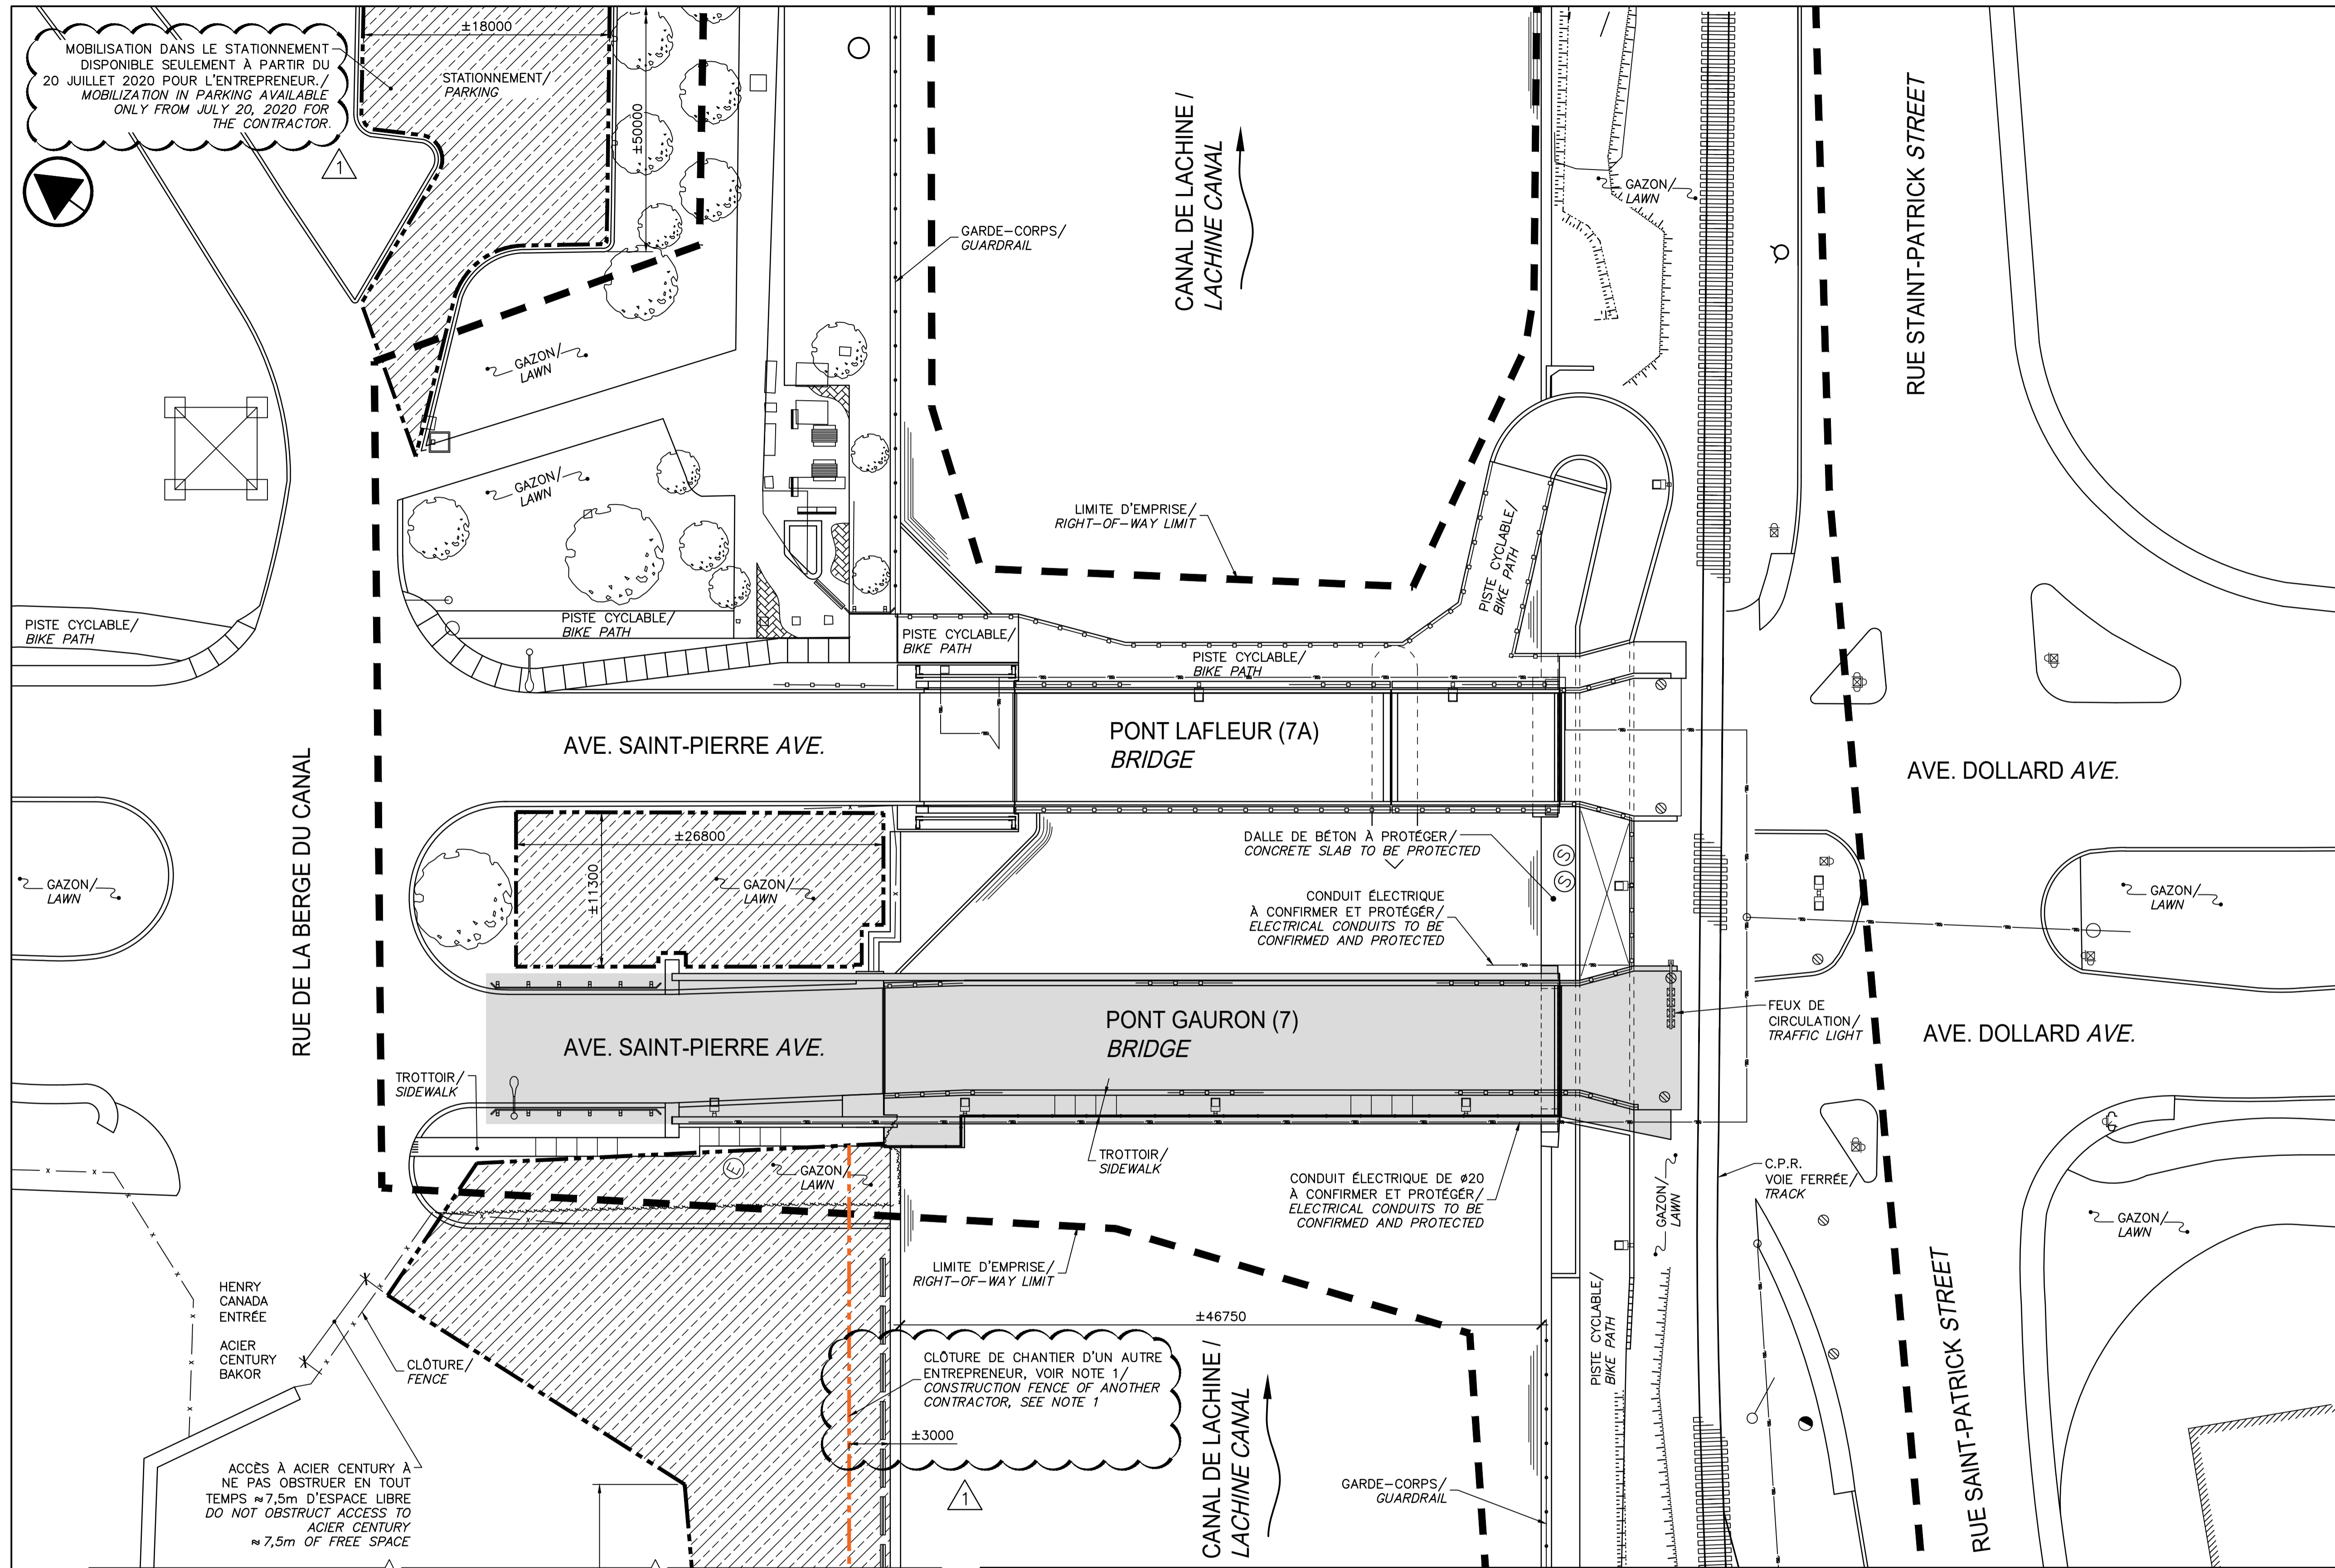 MOBILISATION DANS LE STATIONNEMENT
DISPONIBLE SEULEMENT À PARTIR DU
20 JUILLET 2020 POUR L'ENTREPRENEUR./
MOBILIZATION IN PARKING AVAILABLE
ONLY FROM JULY 20, 2020 FOR
THE CONTRACTOR.
1
±18000
STATIONNEMENT/
PARKING
±50000
GARDE-CORPS/
GUARDRAIL
CANAL DE LACHINE /
LACHINE CANAL
GAZON/
LAWN
RUE STAINT-PATRICK STREET
GAZON/
LAWN
GAZON/
LAWN
LIMITE D'EMPRISE/
RIGHT-OF-WAY LIMIT
PISTE CYCLABLE/
BIKE PATH
PISTE CYCLABLE/
BIKE PATH
PISTE CYCLABLE/
BIKE PATH
PISTE CYCLABLE/
BIKE PATH
PISTE CYCLABLE/
BIKE PATH
AVE. SAINT-PIERRE AVE.
PONT LAFLEUR (7A)
BRIDGE
AVE. DOLLARD AVE.
RUE DE LA BERGE DU CANAL
±26800
±11300
GAZON/
LAWN
GAZON/
LAWN
DALLE DE BÉTON À PROTÉGER/
CONCRETE SLAB TO BE PROTECTED
S
S
CONDUIT ÉLECTRIQUE
À CONFIRMER ET PROTÉGÉR/
ELECTRICAL CONDUITS TO BE
CONFIRMED AND PROTECTED
GAZON/
LAWN
AVE. SAINT-PIERRE AVE.
PONT GAURON (7)
BRIDGE
FEUX DE
CIRCULATION/
TRAFFIC LIGHT
AVE. DOLLARD AVE.
TROTTOIR/
SIDEWALK
E
GAZON/
LAWN
TROTTOIR/
SIDEWALK
CONDUIT ÉLECTRIQUE DE ø20
À CONFIRMER ET PROTÉGÉR/
ELECTRICAL CONDUITS TO BE
CONFIRMED AND PROTECTED
GAZON/
LAWN
C.P.R.
VOIE FERRÉE/
TRACK
GAZON/
LAWN
LIMITE D'EMPRISE/
RIGHT-OF-WAY LIMIT
HENRY
CANADA
ENTRÉE
ACIER
CENTURY
BAKOR
CLÔTURE/
FENCE
±46750
CLÔTURE DE CHANTIER D'UN AUTRE
ENTREPRENEUR, VOIR NOTE 1/
CONSTRUCTION FENCE OF ANOTHER
CONTRACTOR, SEE NOTE 1
±3000
1
CANAL DE LACHINE /
LACHINE CANAL
PISTE CYCLABLE/
BIKE PATH
RUE SAINT-PATRICK STREET
ACCÈS À ACIER CENTURY À
NE PAS OBSTRUER EN TOUT
TEMPS ≈7,5m D'ESPACE LIBRE
DO NOT OBSTRUCT ACCESS TO
ACIER CENTURY
≈7,5m OF FREE SPACE
GARDE-CORPS/
GUARDRAIL